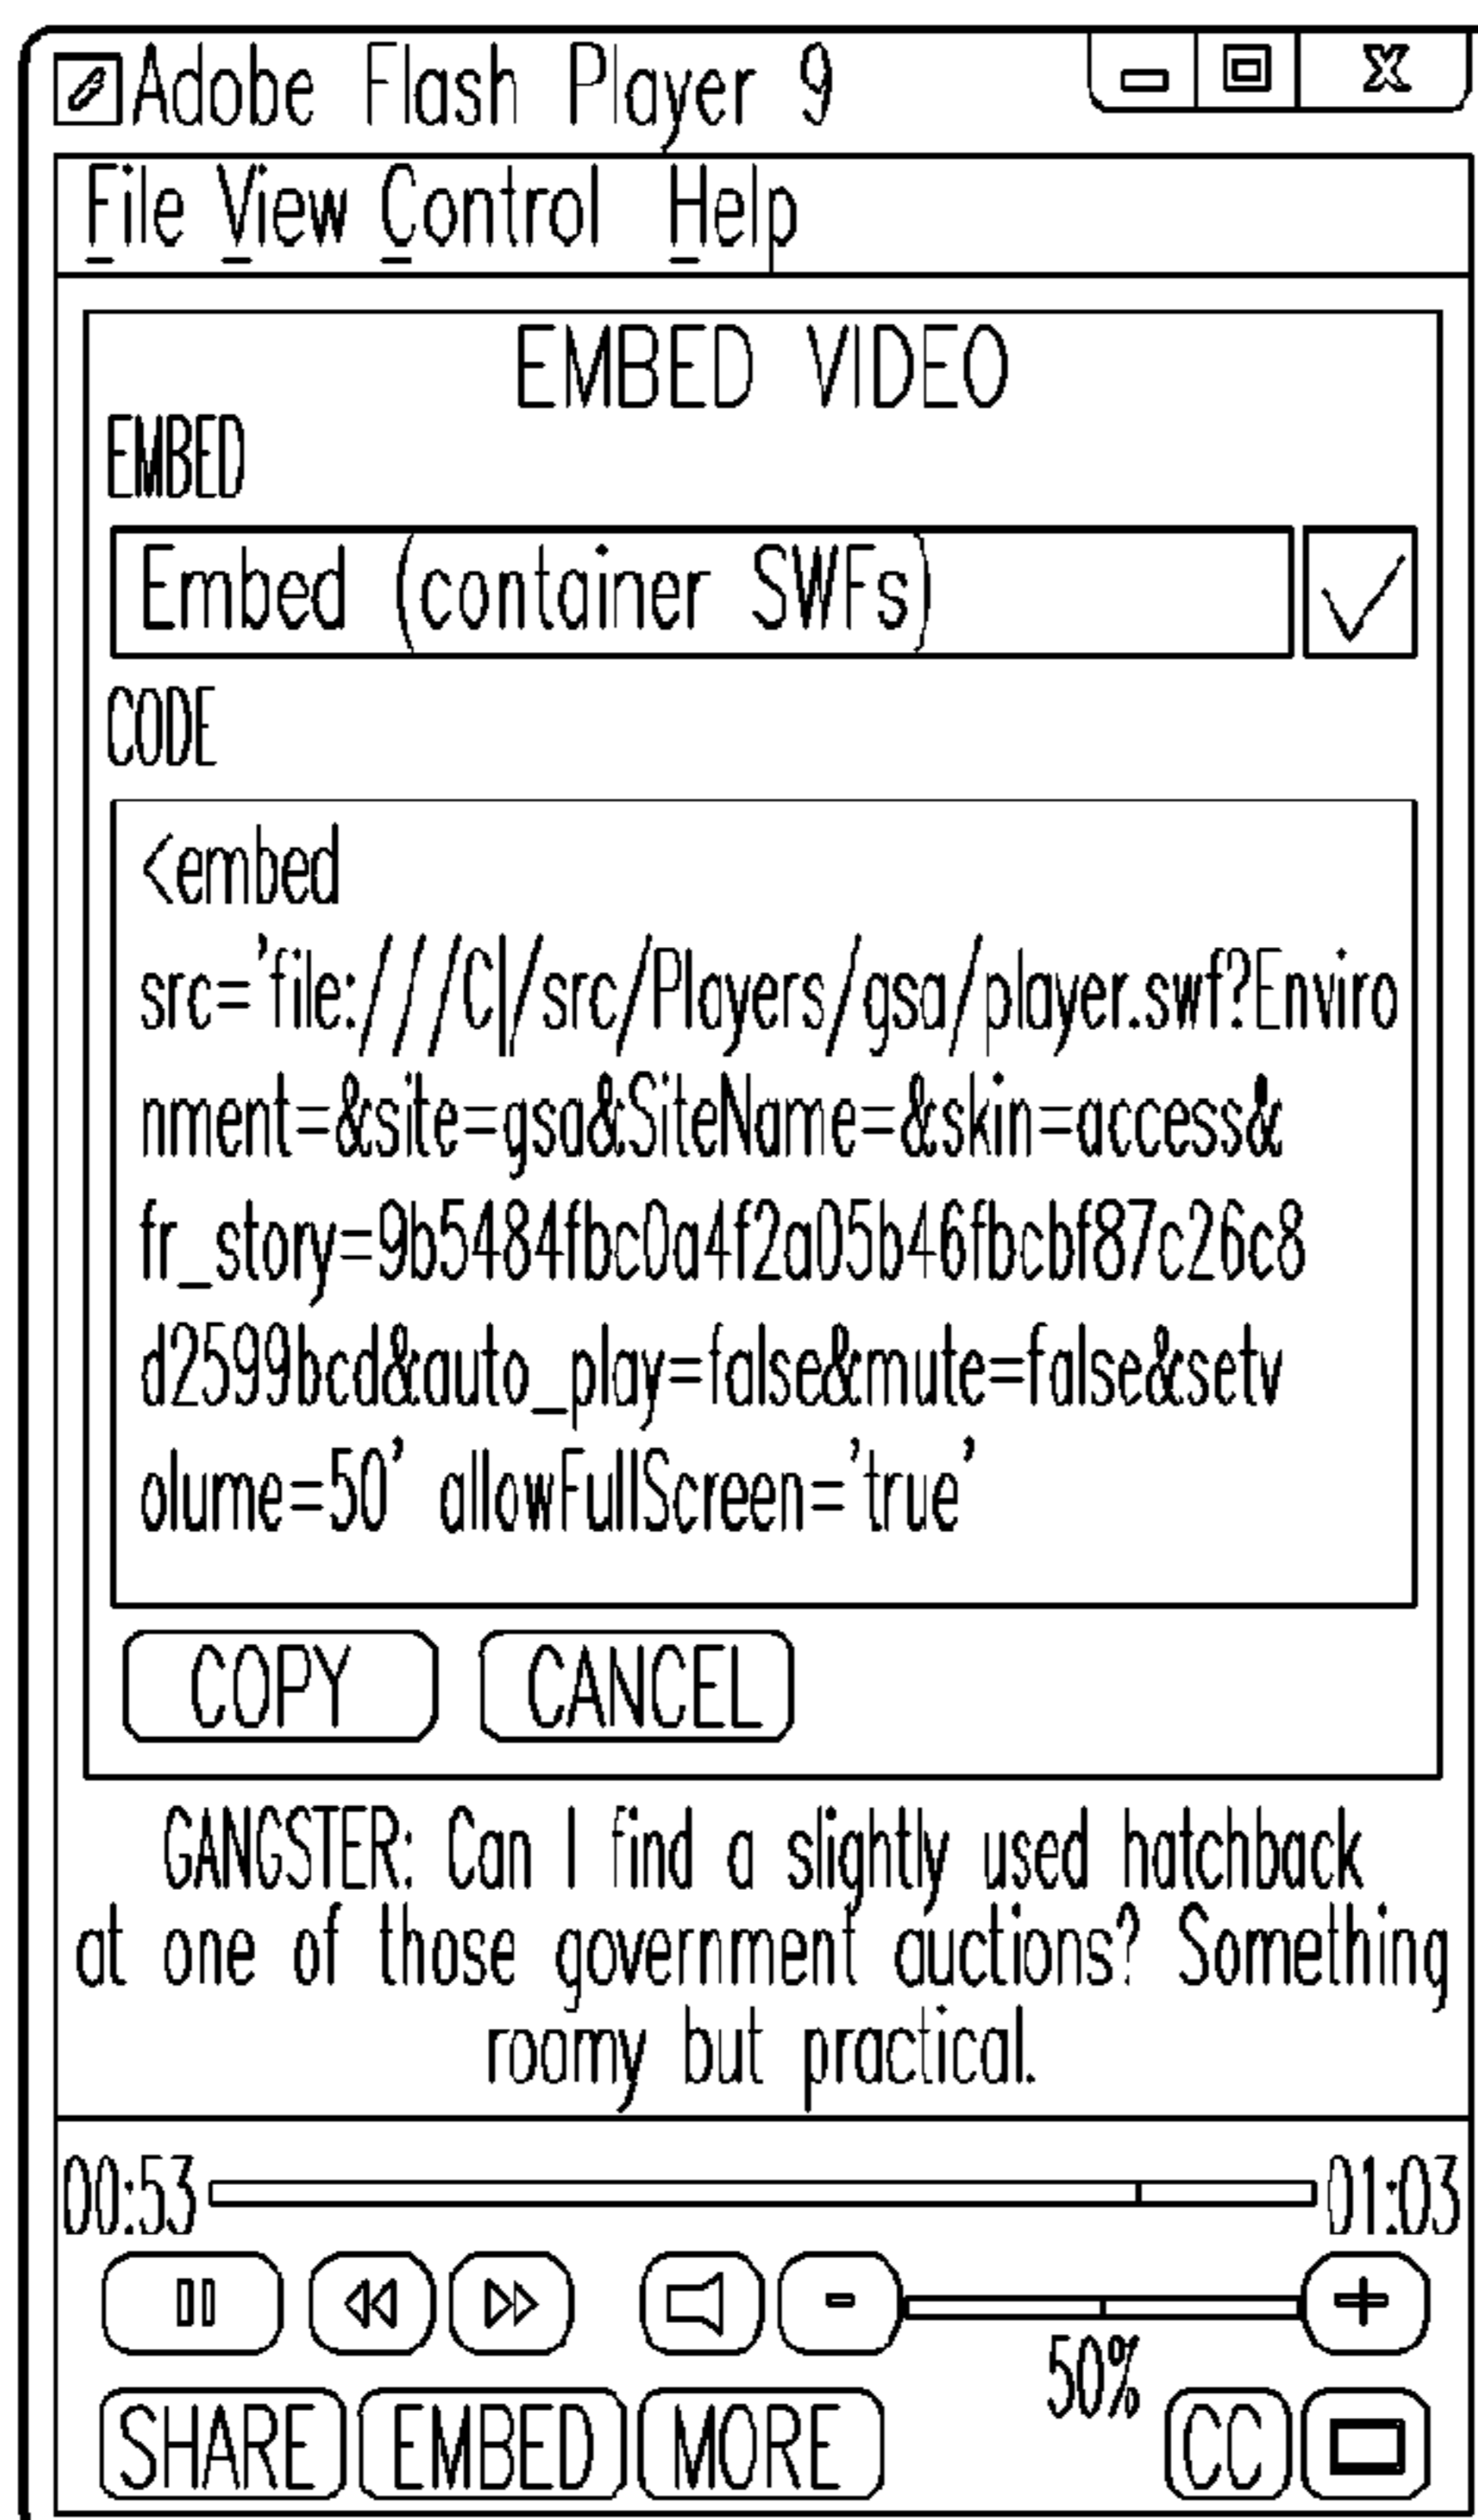 Adobe Flash Player 9
File View Control Help
EMBED VIDEO
EMBED
Embed (container SWFs)
CODE
<embed
src='file:///C|/src/Players/gsa/player.swf?Enviro
nment=&site=gsa&SiteName=&skin=access&
fr_story=9b5484fbc0a4f2a05b46fbcbf87c26c8
d2599bcd&auto_play=false&mute=false&setv
olume=50' allowFullScreen='true'
COPY CANCEL
GANGSTER: Can I find a slightly used hatchback
at one of those government auctions? Something
roomy but practical.
00:53 01:03
50%
SHARE EMBED MORE CC